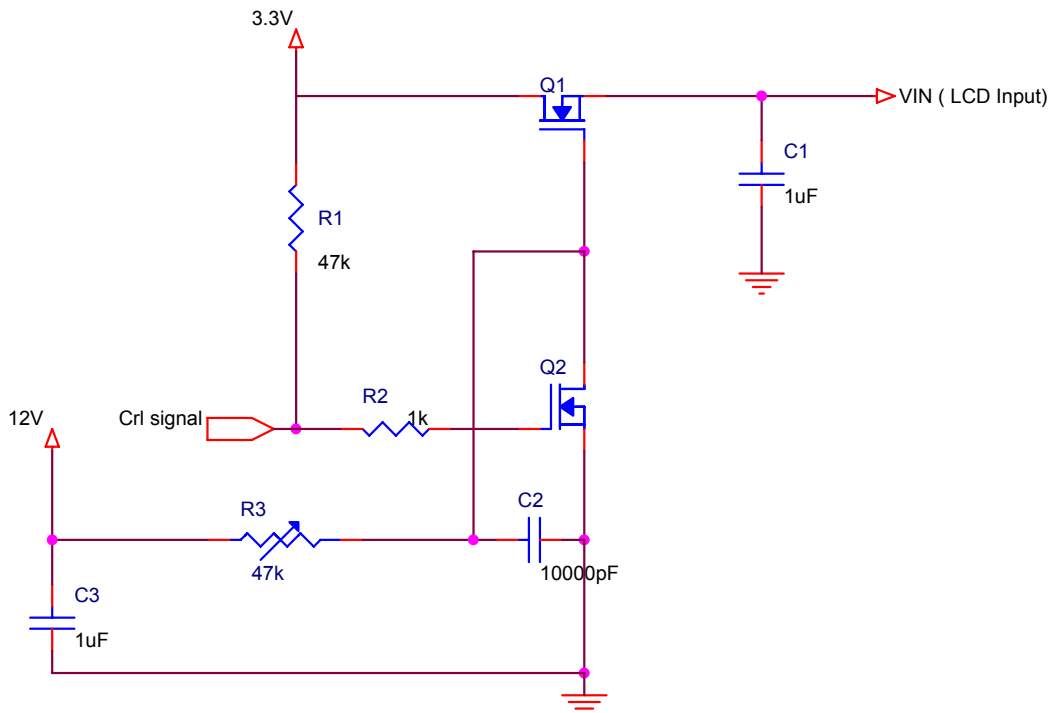 3.3V
Q1
VIN ( LCD Input)
C1
1uF
R1
47k
Q2
R2
1k
Crl signal
12V
R3
47k
C2
10000pF
C3
1uF